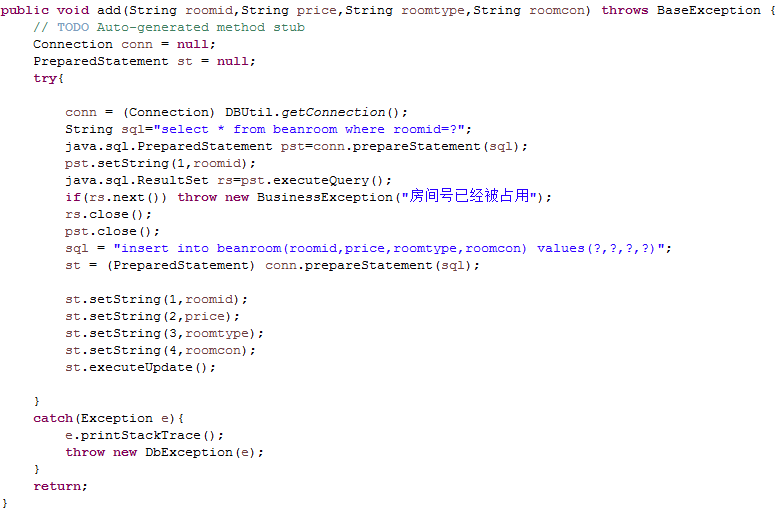 public void add(String roomid,String price,String roomtype,String roomcon) throws BaseException {
    // TODO Auto-generated method stub
    Connection conn = null;
    PreparedStatement st = null;
    try{
        conn = (Connection) DBUtil.getConnection();
        String sql="select * from beanroom where roomid=?";
        java.sql.PreparedStatement pst=conn.prepareStatement(sql);
        pst.setString(1,roomid);
        java.sql.ResultSet rs=pst.executeQuery();
        if(rs.next()) throw new BusinessException("房间号已经被占用");
        rs.close();
        pst.close();
        sql = "insert into beanroom(roomid,price,roomtype,roomcon) values(?,?,?,?)";
        st = (PreparedStatement) conn.prepareStatement(sql);
        st.setString(1,roomid);
        st.setString(2,price);
        st.setString(3,roomtype);
        st.setString(4,roomcon);
        st.executeUpdate();
    }
    catch(Exception e){
        e.printStackTrace();
        throw new DbException(e);
    }
    return;
}